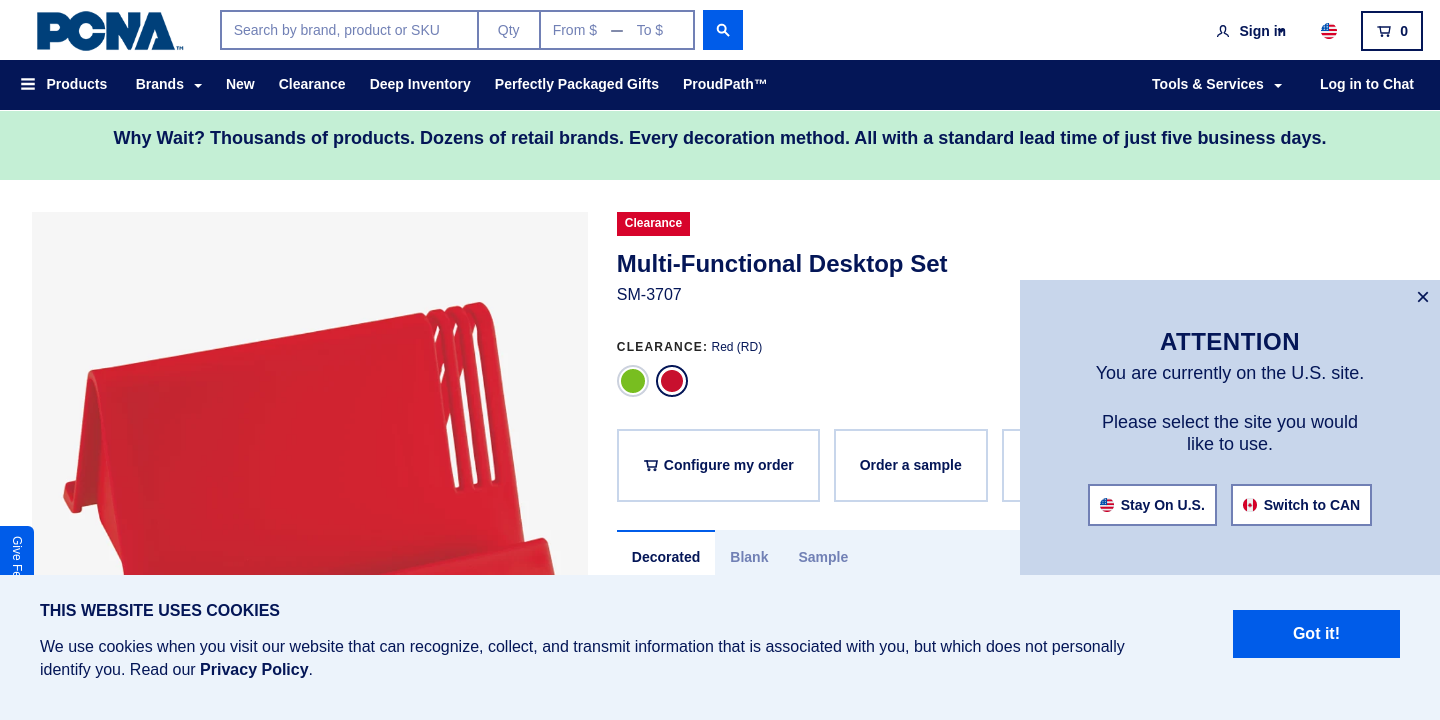 PCNA™
Search by brand, product or SKU
Qty
From $ — To $
Sign in
0
Products
Brands
New
Clearance
Deep Inventory
Perfectly Packaged Gifts
ProudPath™
Tools & Services
Log in to Chat
Why Wait? Thousands of products. Dozens of retail brands. Every decoration method. All with a standard lead time of just five business days.
Clearance
Multi-Functional Desktop Set
SM-3707
CLEARANCE: Red (RD)
Configure my order
Order a sample
Decorated
Blank
Sample
×
ATTENTION
You are currently on the U.S. site.
Please select the site you would
like to use.
Stay On U.S.
Switch to CAN
Give
THIS WEBSITE USES COOKIES
We use cookies when you visit our website that can recognize, collect, and transmit information that is associated with you, but which does not personally
identify you. Read our Privacy Policy.
Got it!